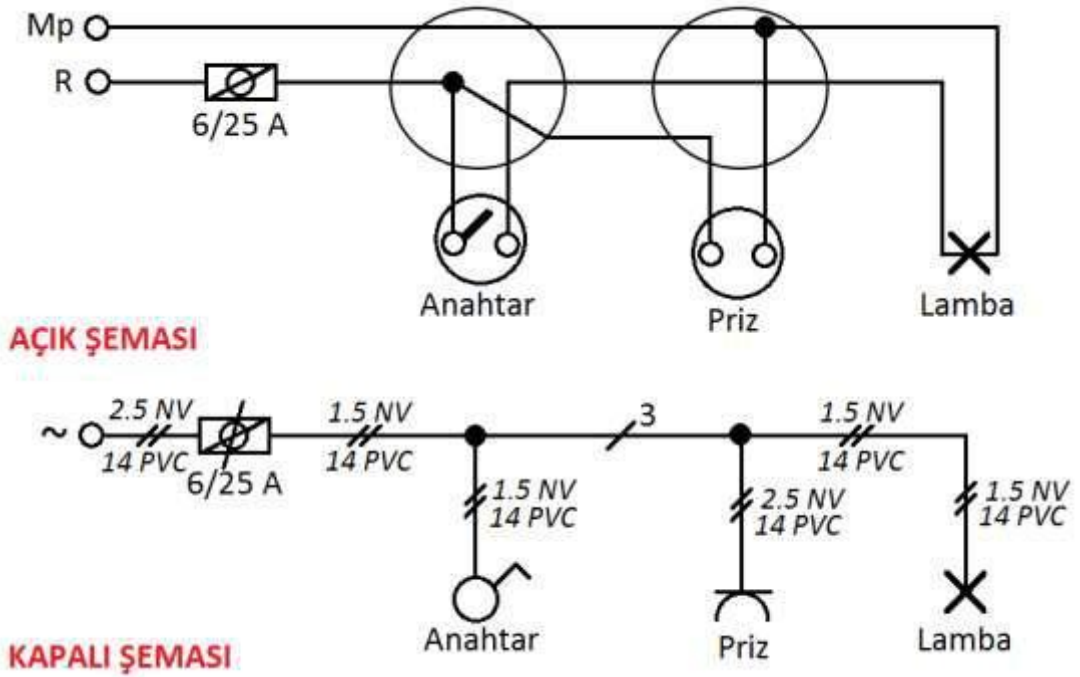 Mp
R
6/25 A
Anahtar
Priz
Lamba
AÇIK ŞEMASI
~
2.5 NV
14 PVC
6/25 A
1.5 NV
14 PVC
3
1.5 NV
14 PVC
1.5 NV
14 PVC
2.5 NV
14 PVC
1.5 NV
14 PVC
Anahtar
Priz
Lamba
KAPALI ŞEMASI